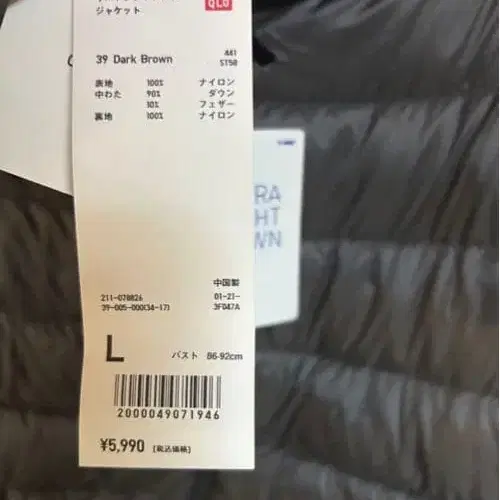 ジャケット
QLO
39 Dark Brown
441
ST50
表地 100% ナイロン
中わた 90% ダウン
10% フェザー
裏地 100% ナイロン
RA
HT
WN
中国製
211-078826 01-21-
39-005-000(34-17) 3F047A
L バスト 86-92cm
2000049071946
¥5,990 [税込価格]